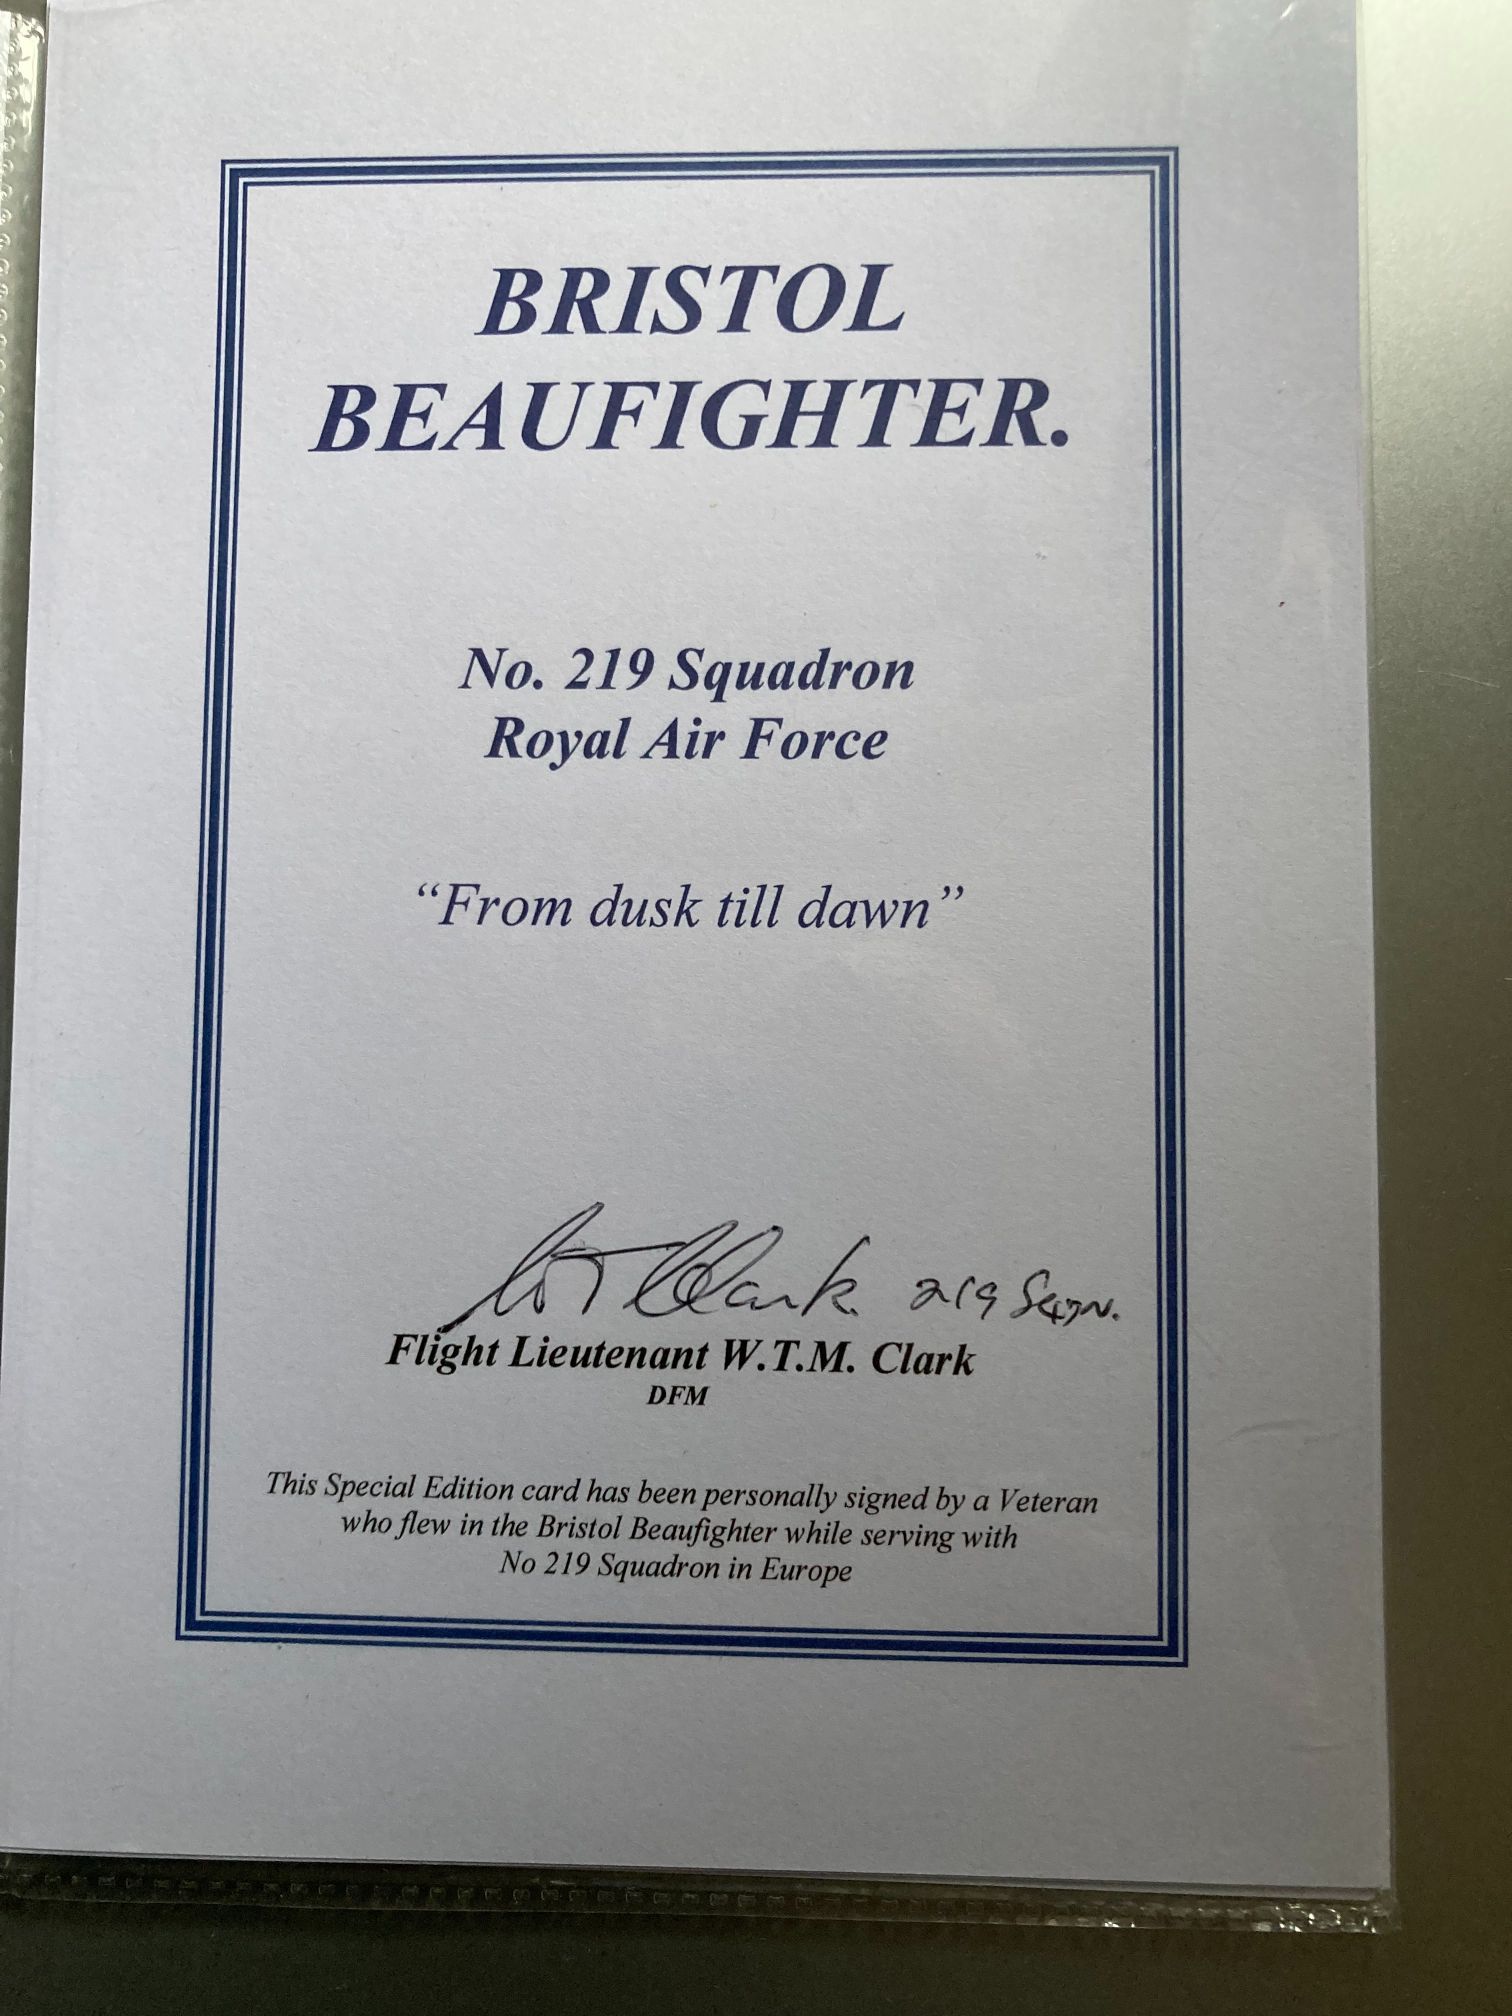 BRISTOL
BEAUFIGHTER.
No. 219 Squadron
Royal Air Force
“From dusk till dawn”
W T Clark. 219 Sqdn.
Flight Lieutenant W.T.M. Clark
DFM
This Special Edition card has been personally signed by a Veteran
who flew in the Bristol Beaufighter while serving with
No 219 Squadron in Europe